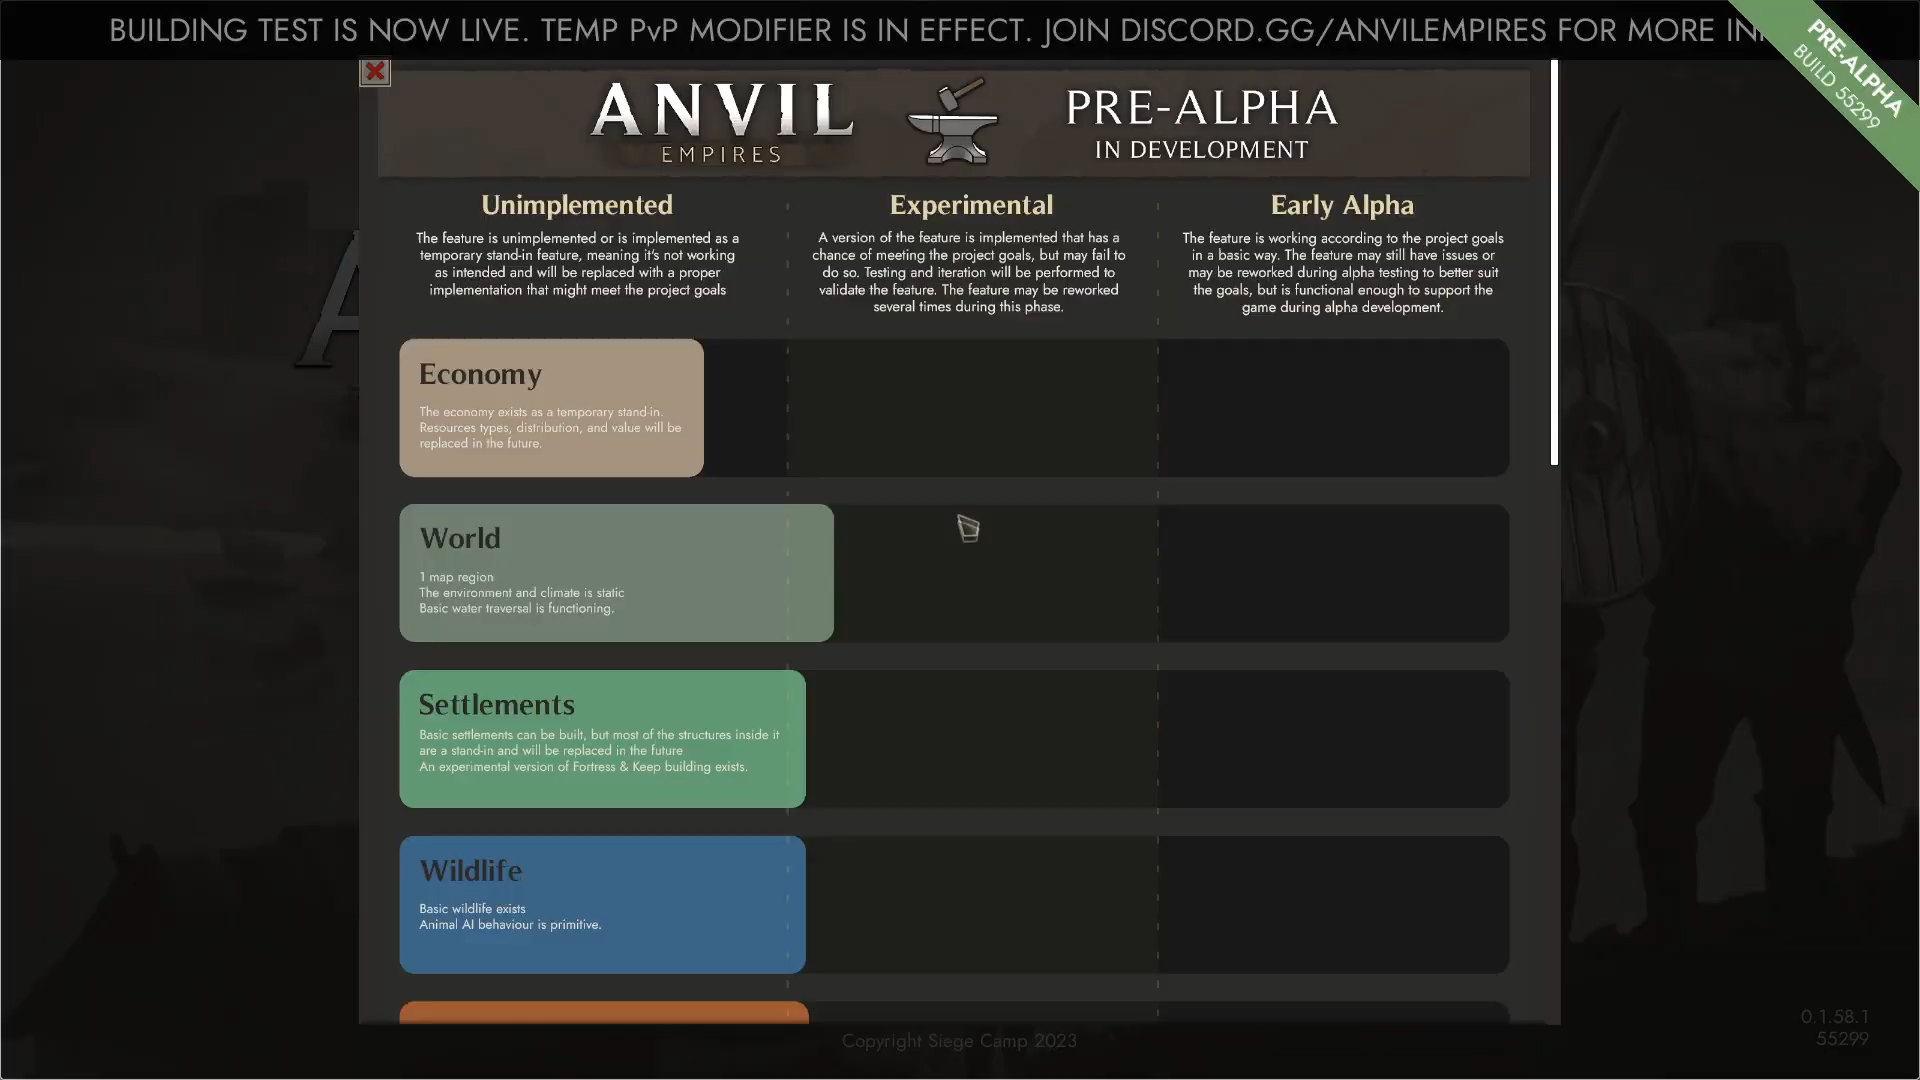 BUILDING TEST IS NOW LIVE. TEMP PvP MODIFIER IS IN EFFECT. JOIN DISCORD.GG/ANVILEMPIRES FOR MORE
PRE-ALPHA
BUILD 55299
ANVIL
EMPIRES
PRE-ALPHA
IN DEVELOPMENT
Unimplemented
The feature is unimplemented or is implemented as a
temporary stand-in feature, meaning it's not working
as intended and will be replaced with a proper
implementation that might meet the project goals
Experimental
A version of the feature is implemented that has a
chance of meeting the project goals, but may fail to
do so. Testing and iteration will be performed to
validate the feature. The feature may be reworked
several times during this phase.
Early Alpha
The feature is working according to the project goals
in a basic way. The feature may still have issues or
may be reworked during alpha testing to better suit
the goals, but is functional enough to support the
game during alpha development.
Economy
The economy exists as a temporary stand-in.
Resources types, distribution, and value will be
replaced in the future.
World
1 map region
The environment and climate is static
Basic water traversal is functioning.
Settlements
Basic settlements can be built, but most of the structures inside it
are a stand-in and will be replaced in the future
An experimental version of Fortress & Keep building exists.
Wildlife
Basic wildlife exists
Animal AI behaviour is primitive.
Copyright Siege Camp 2023
0.1.58.1
55299